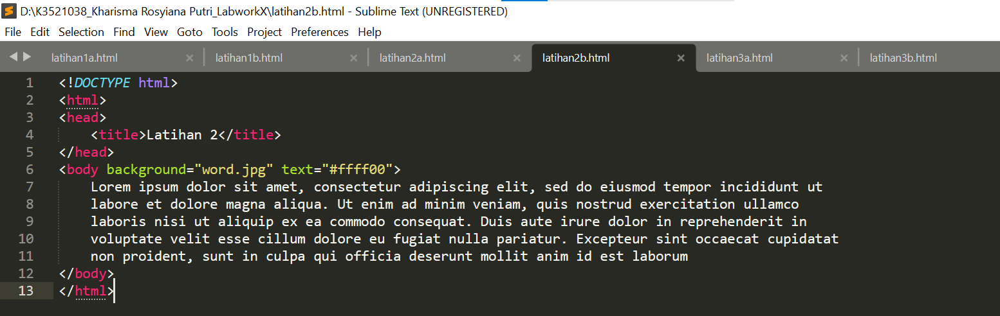 D:\K3521038_Kharisma Rosyiana Putri_LabworkX\latihan2b.html - Sublime Text (UNREGISTERED)
File Edit Selection Find View Goto Tools Project Preferences Help
latihan1a.html latihan1b.html latihan2a.html latihan2b.html latihan3a.html latihan3b.html
1 <!DOCTYPE html>
2 <html>
3 <head>
4 <title>Latihan 2</title>
5 </head>
6 <body background="word.jpg" text="#ffff00">
7 Lorem ipsum dolor sit amet, consectetur adipiscing elit, sed do eiusmod tempor incididunt ut
8 labore et dolore magna aliqua. Ut enim ad minim veniam, quis nostrud exercitation ullamco
9 laboris nisi ut aliquip ex ea commodo consequat. Duis aute irure dolor in reprehenderit in
10 voluptate velit esse cillum dolore eu fugiat nulla pariatur. Excepteur sint occaecat cupidatat
11 non proident, sunt in culpa qui officia deserunt mollit anim id est laborum
12 </body>
13 </html>